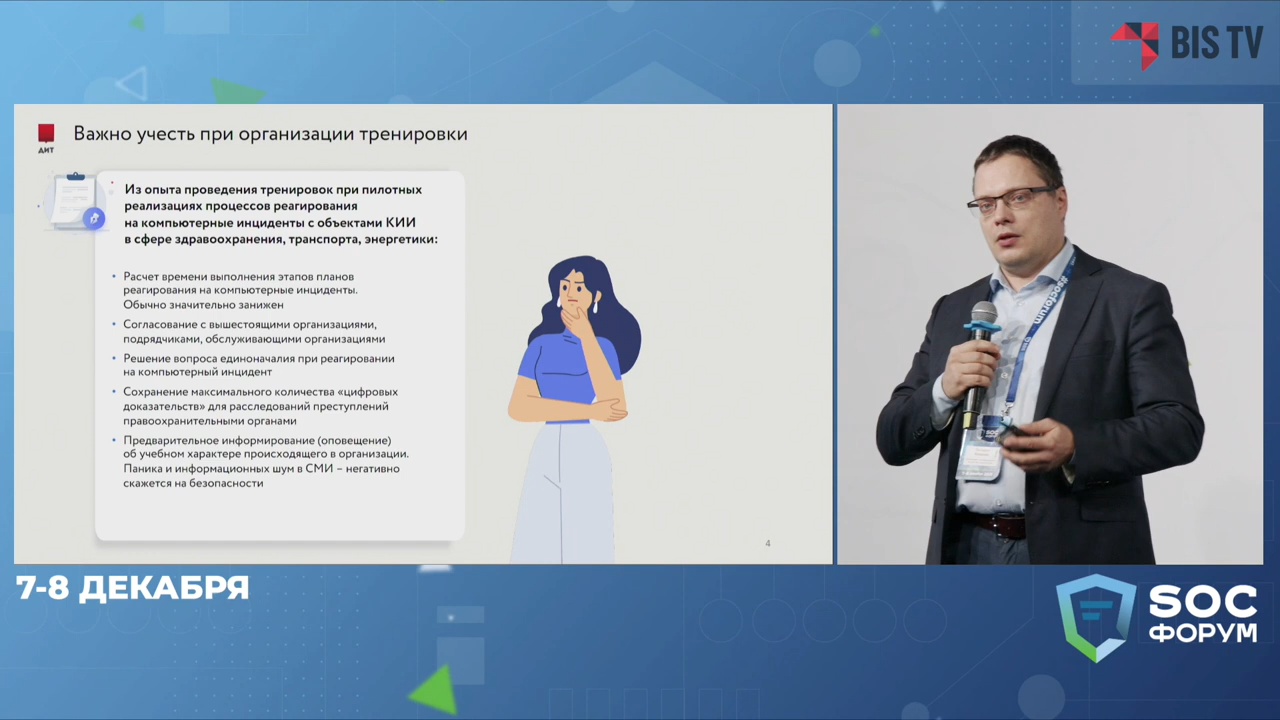 BIS TV
ДИТ
Важно учесть при организации тренировки
Из опыта проведения тренировок при пилотных
реализациях процессов реагирования
на компьютерные инциденты с объектами КИИ
в сфере здравоохранения, транспорта, энергетики:
• Расчет времени выполнения этапов планов
реагирования на компьютерные инциденты.
Обычно значительно занижен
• Согласование с вышестоящими организациями,
подрядчиками, обслуживающими организациями
• Решение вопроса единоначалия при реагировании
на компьютерный инцидент
• Сохранение максимального количества «цифровых
доказательств» для расследований преступлений
правоохранительными органами
• Предварительное информирование (оповещение)
об учебном характере происходящего в организации.
Паника и информационных шум в СМИ – негативно
скажется на безопасности
4
#socforum
SOC
ФОРУМ
7-8 ДЕКАБРЯ
SOC
ФОРУМ